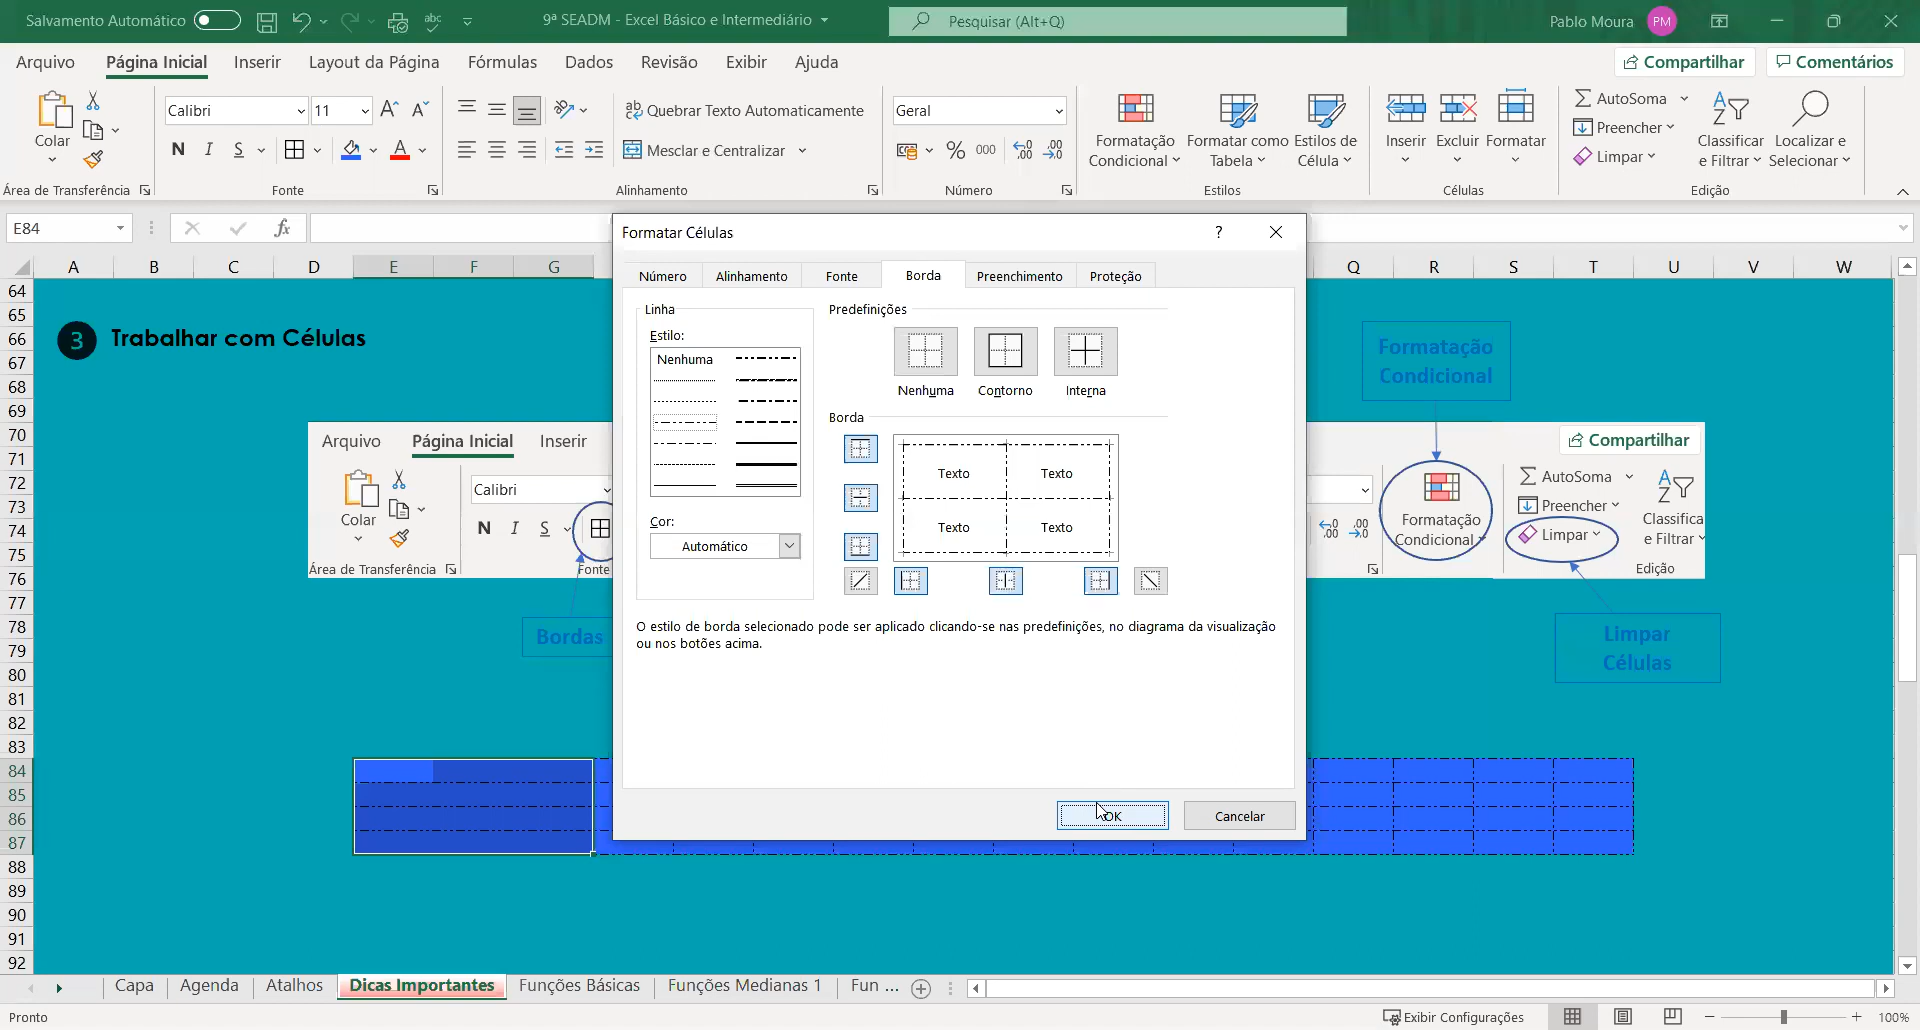 Salvamento Automático
9ª SEADM - Excel Básico e Intermediário
Pesquisar (Alt+Q)
Pablo Moura
PM
Arquivo
Página Inicial
Inserir
Layout da Página
Fórmulas
Dados
Revisão
Exibir
Ajuda
Compartilhar
Comentários
Colar
Área de Transferência
Calibri
11
N I S
Fonte
Quebrar Texto Automaticamente
Mesclar e Centralizar
Alinhamento
Geral
% 000
Número
Formatação Condicional
Formatar como Tabela
Estilos de Célula
Estilos
Inserir
Excluir
Formatar
Células
AutoSoma
Preencher
Limpar
Classificar e Filtrar
Localizar e Selecionar
Edição
E84
fx
A B C D E F G Q R S T U V W
64
65
66
67
68
69
70
71
72
73
74
75
76
77
78
79
80
81
82
83
84
85
86
87
88
89
90
91
92
3 Trabalhar com Células
Arquivo
Página Inicial
Inserir
Colar
Calibri
N I S
Área de Transferência
Fonte
Bordas
Formatar Células
?
Número
Alinhamento
Fonte
Borda
Preenchimento
Proteção
Linha
Estilo:
Nenhuma
Cor:
Automático
Predefinições
Nenhuma
Contorno
Interna
Borda
Texto Texto
Texto Texto
O estilo de borda selecionado pode ser aplicado clicando-se nas predefinições, no diagrama da visualização
ou nos botões acima.
OK
Cancelar
Formatação
Condicional
Compartilhar
Formatação
Condicional
AutoSoma
Preencher
Limpar
Classifica
e Filtrar
Edição
Limpar
Células
Capa
Agenda
Atalhos
Dicas Importantes
Funções Básicas
Funções Medianas 1
Fun ...
Pronto
Exibir Configurações
100%